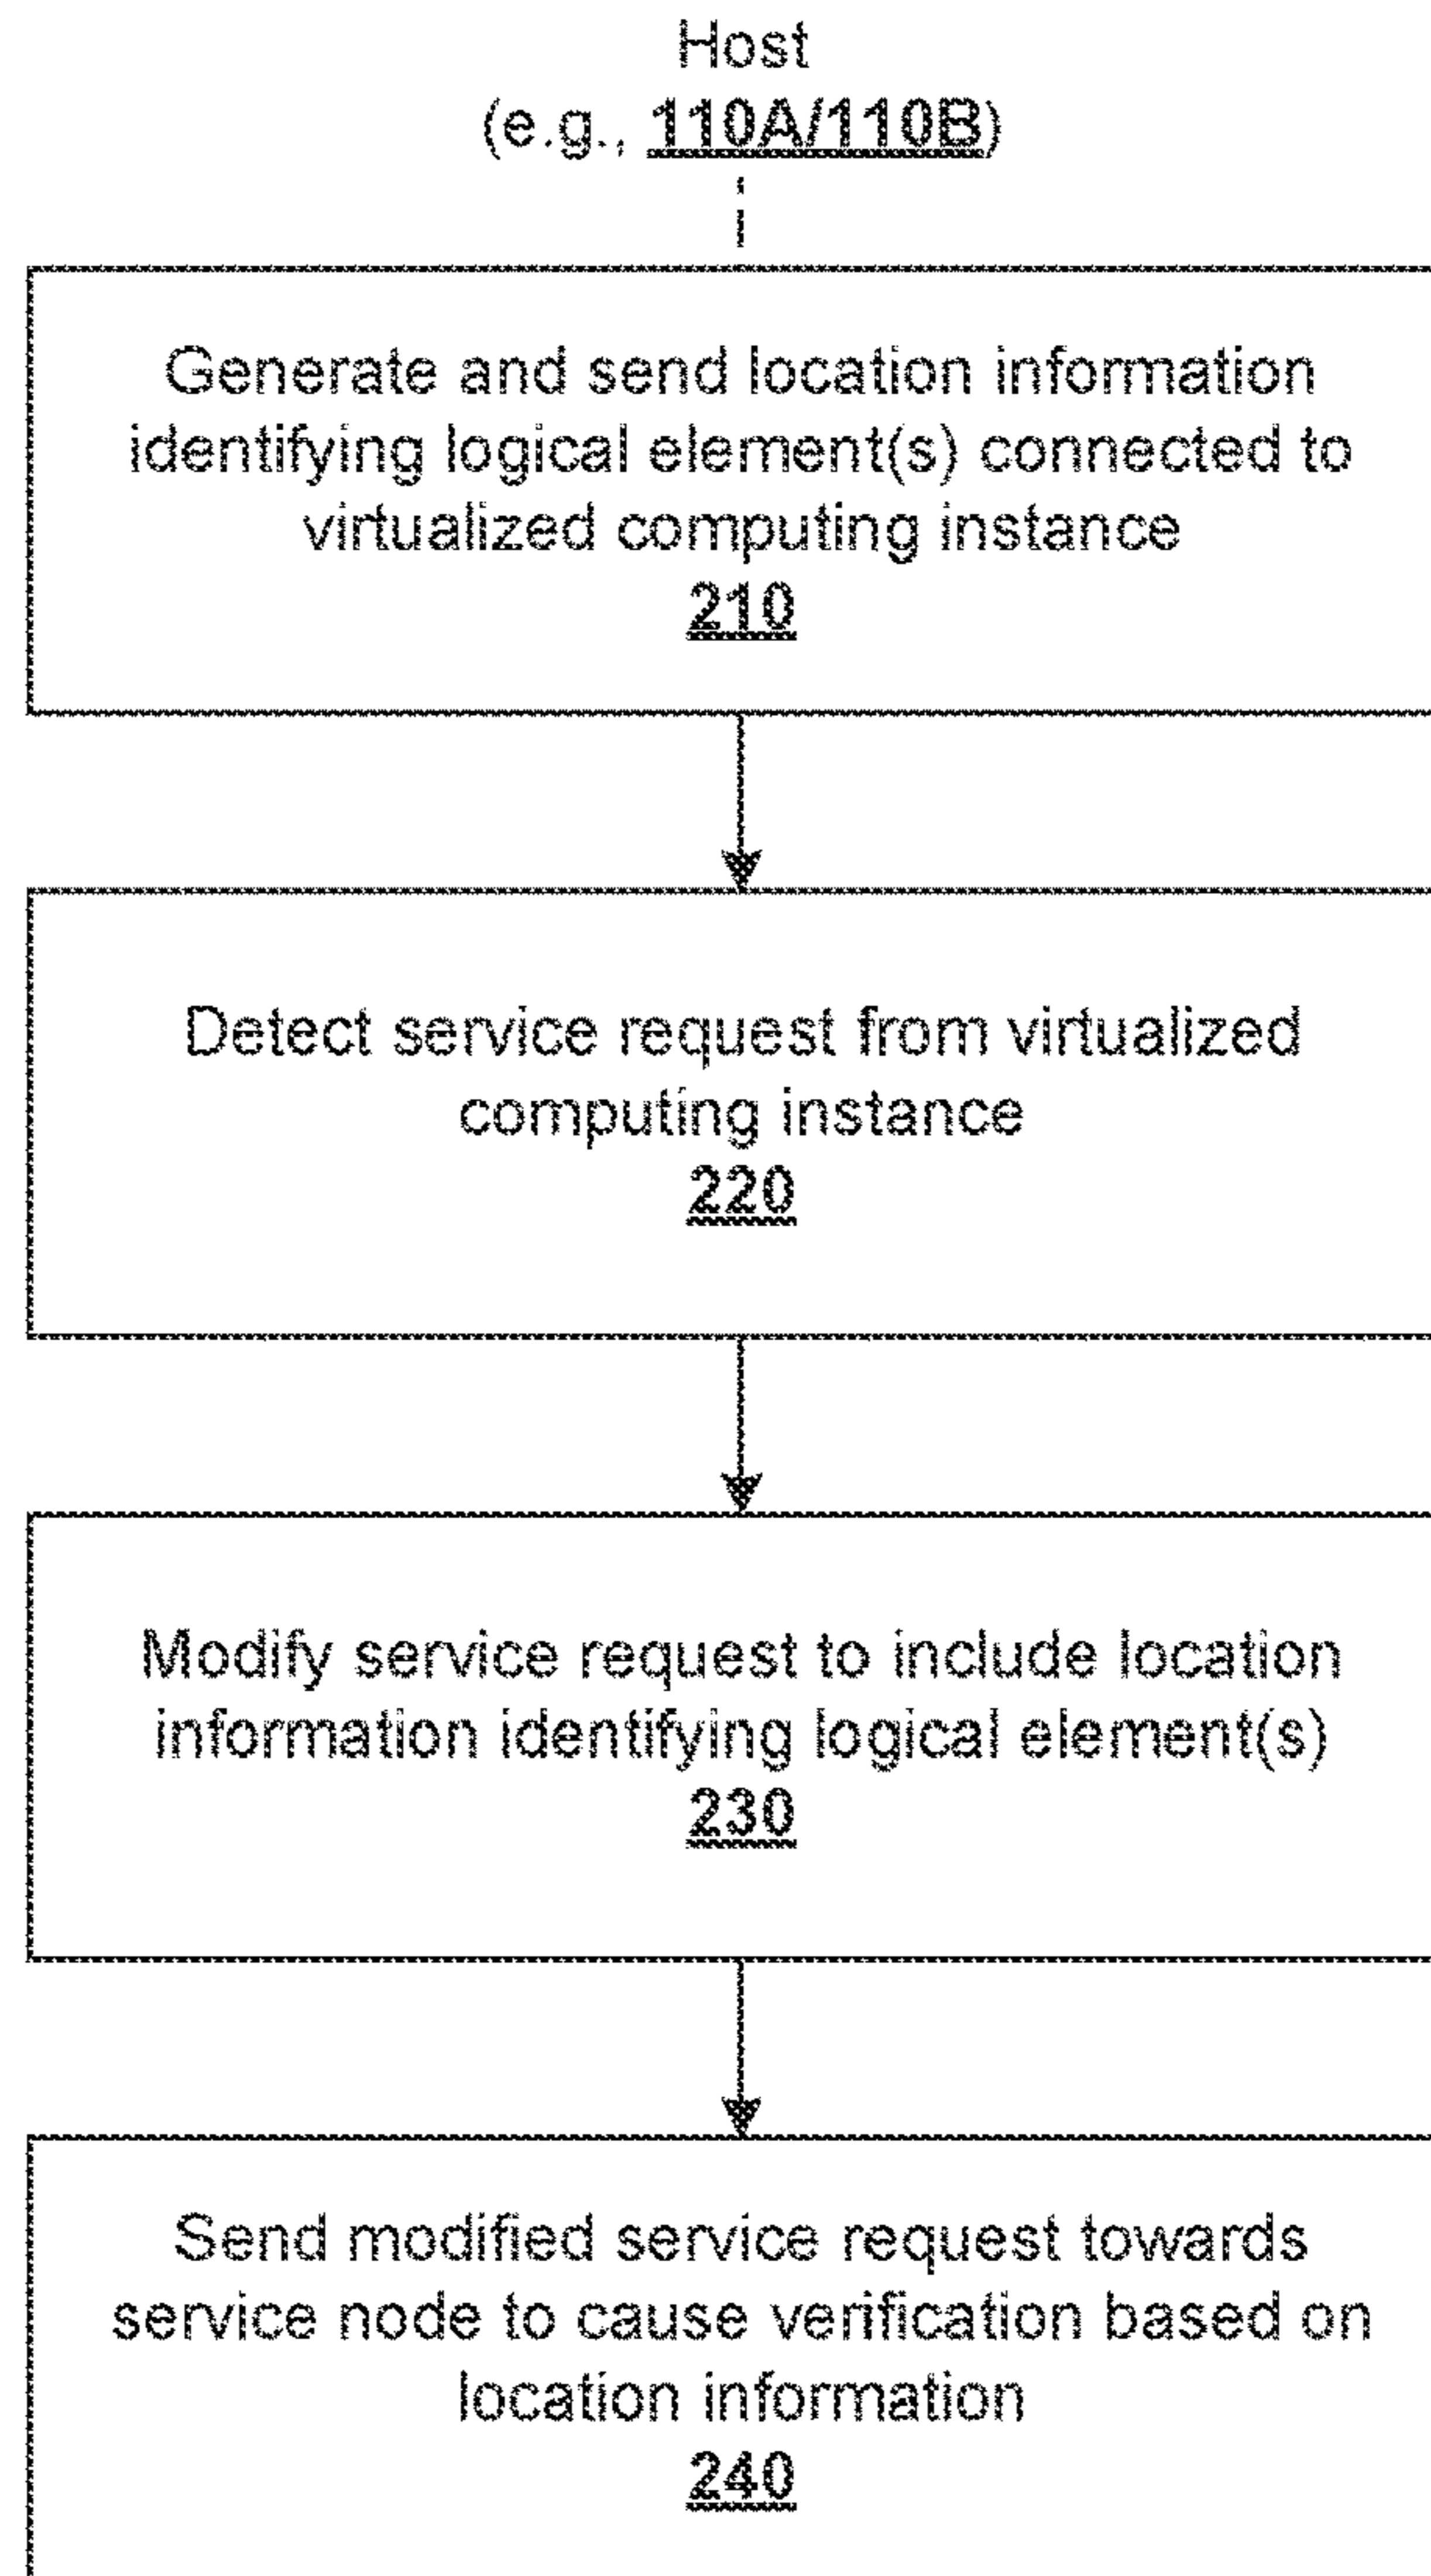 Host
(e.g., 110A/110B)
Generate and send location information
identifying logical element(s) connected to
virtualized computing instance
210
Detect service request from virtualized
computing instance
220
Modify service request to include location
information identifying logical element(s)
230
Send modified service request towards
service node to cause verification based on
location information
240